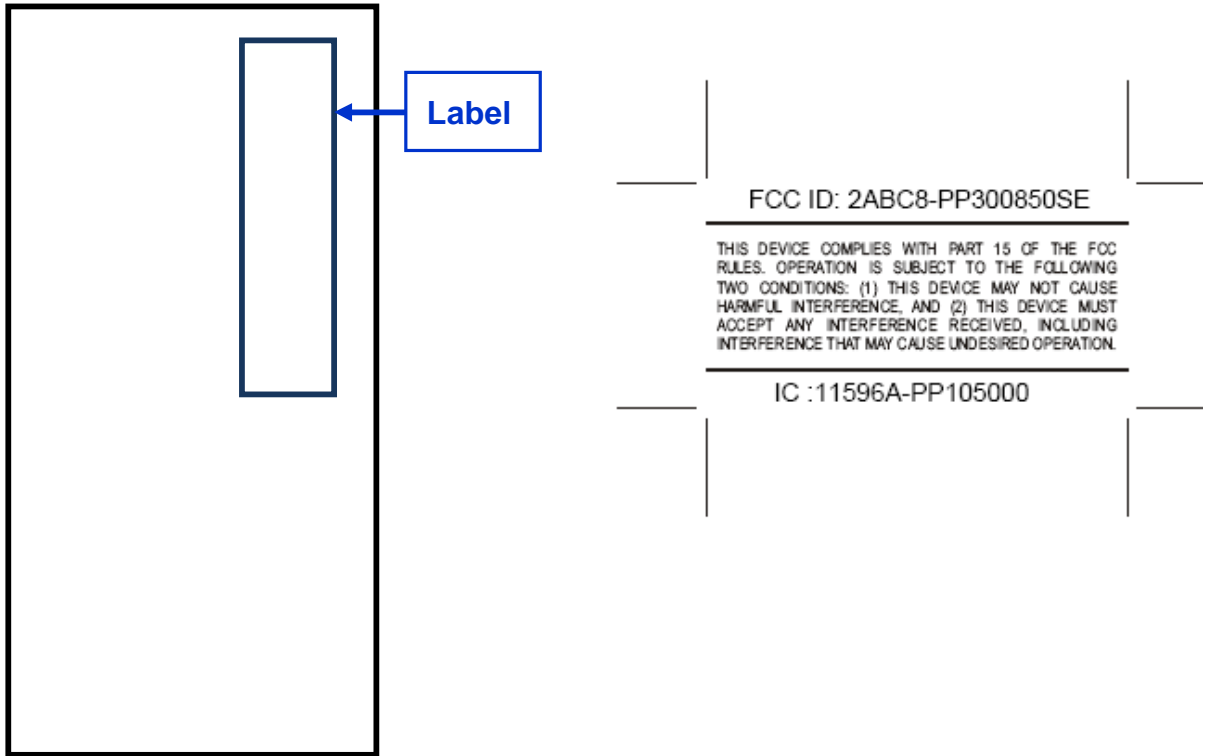 Label
FCC ID: 2ABC8-PP300850SE
THIS DEVICE COMPLIES WITH PART 15 OF THE FCC
RULES. OPERATION IS SUBJECT TO THE FOLLOWING
TWO CONDITIONS: (1) THIS DEVICE MAY NOT CAUSE
HARMFUL INTERFERENCE, AND (2) THIS DEVICE MUST
ACCEPT ANY INTERFERENCE RECEIVED, INCLUDING
INTERFERENCE THAT MAY CAUSE UNDESIRED OPERATION.
IC :11596A-PP105000